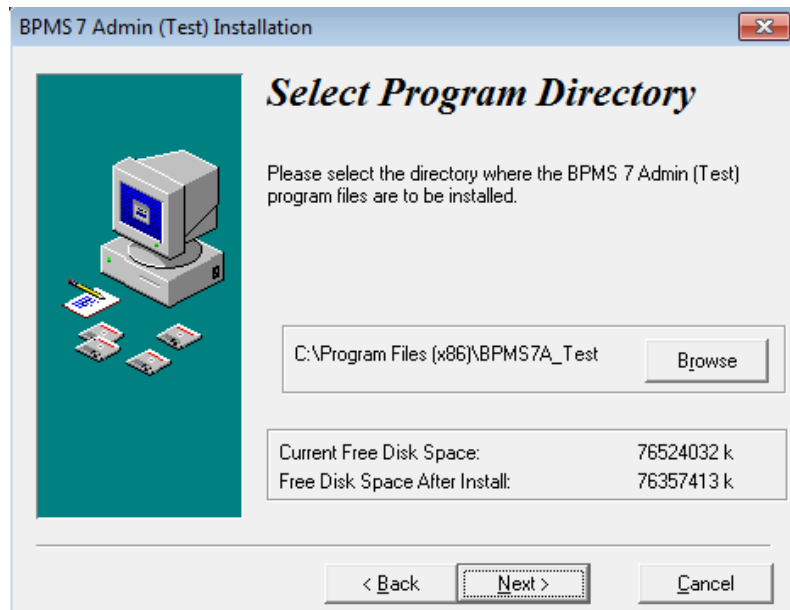 BPMS 7 Admin (Test) Installation
Select Program Directory
Please select the directory where the BPMS 7 Admin (Test)
program files are to be installed.
C:\Program Files (x86)\BPMS7A_Test
Browse
Current Free Disk Space: 76524032 k
Free Disk Space After Install: 76357413 k
< Back Next > Cancel